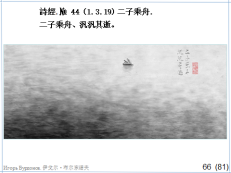 詩經.№ 44 (1.3.19) 二子乘舟.
二子乘舟、汎汎其逝。
Игорь Бурдонов 伊戈尔·布尔东诺夫
66 (81)